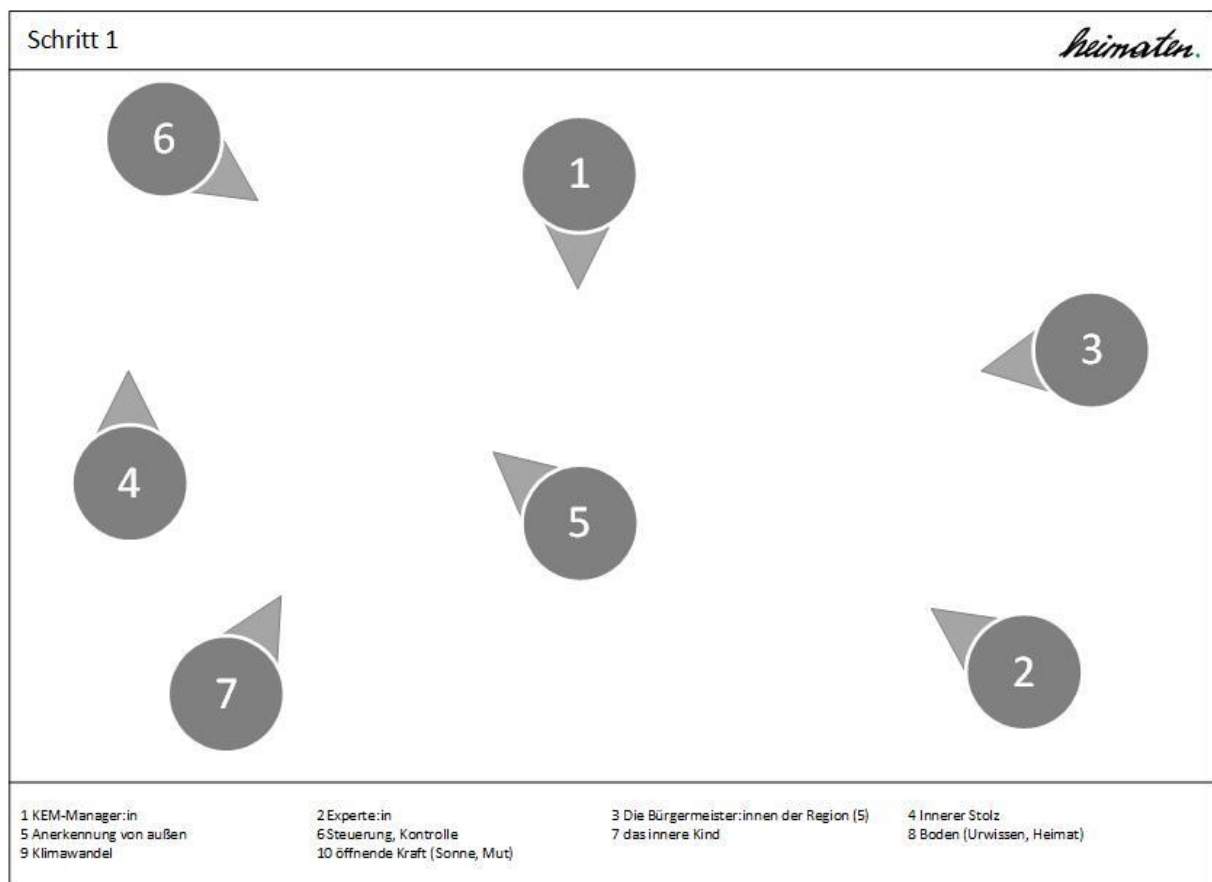 Schritt 1
heimaten.
6
1
3
4
5
7
2
1 KEM-Manager:in
2 Experte:in
3 Die Bürgermeister:innen der Region (5)
4 Innerer Stolz
5 Anerkennung von außen
6 Steuerung, Kontrolle
7 das innere Kind
8 Boden (Urwissen, Heimat)
9 Klimawandel
10 öffnende Kraft (Sonne, Mut)